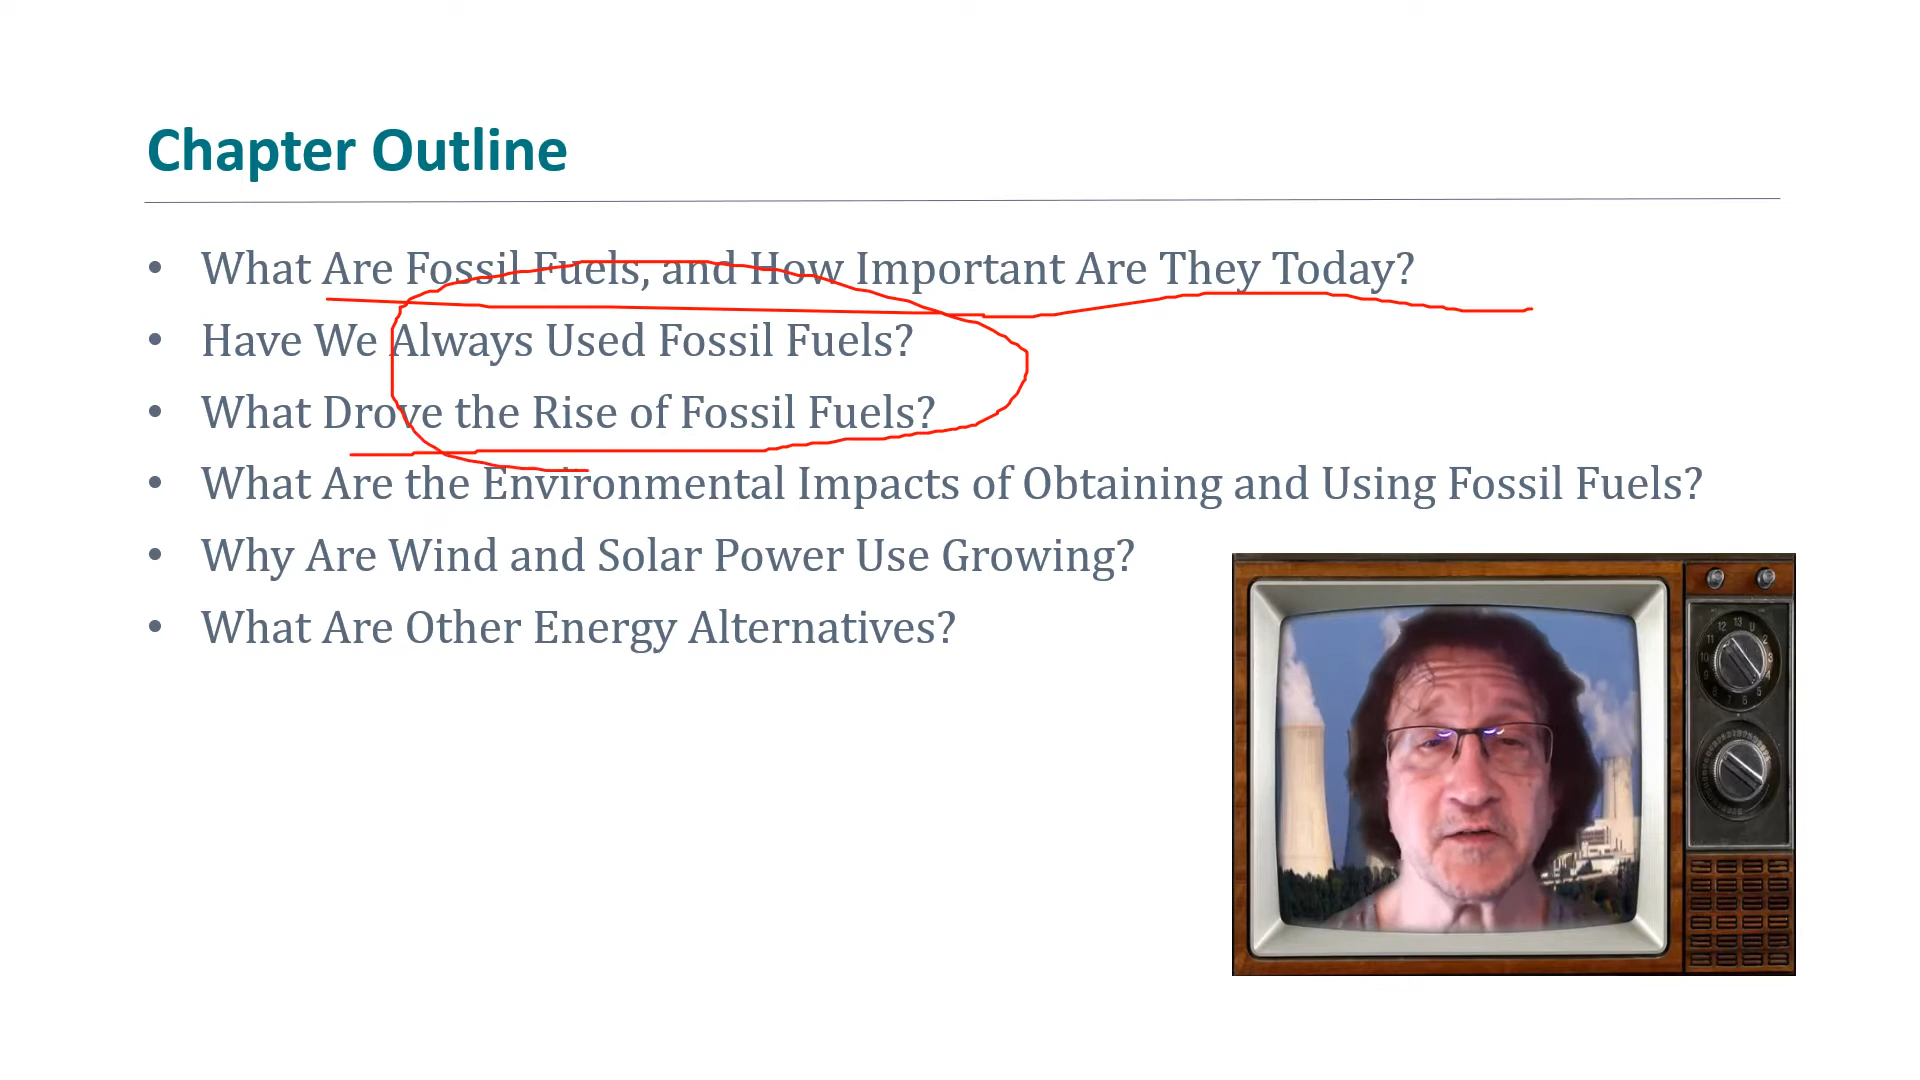 Chapter Outline
• What Are Fossil Fuels, and How Important Are They Today?
• Have We Always Used Fossil Fuels?
• What Drove the Rise of Fossil Fuels?
• What Are the Environmental Impacts of Obtaining and Using Fossil Fuels?
• Why Are Wind and Solar Power Use Growing?
• What Are Other Energy Alternatives?